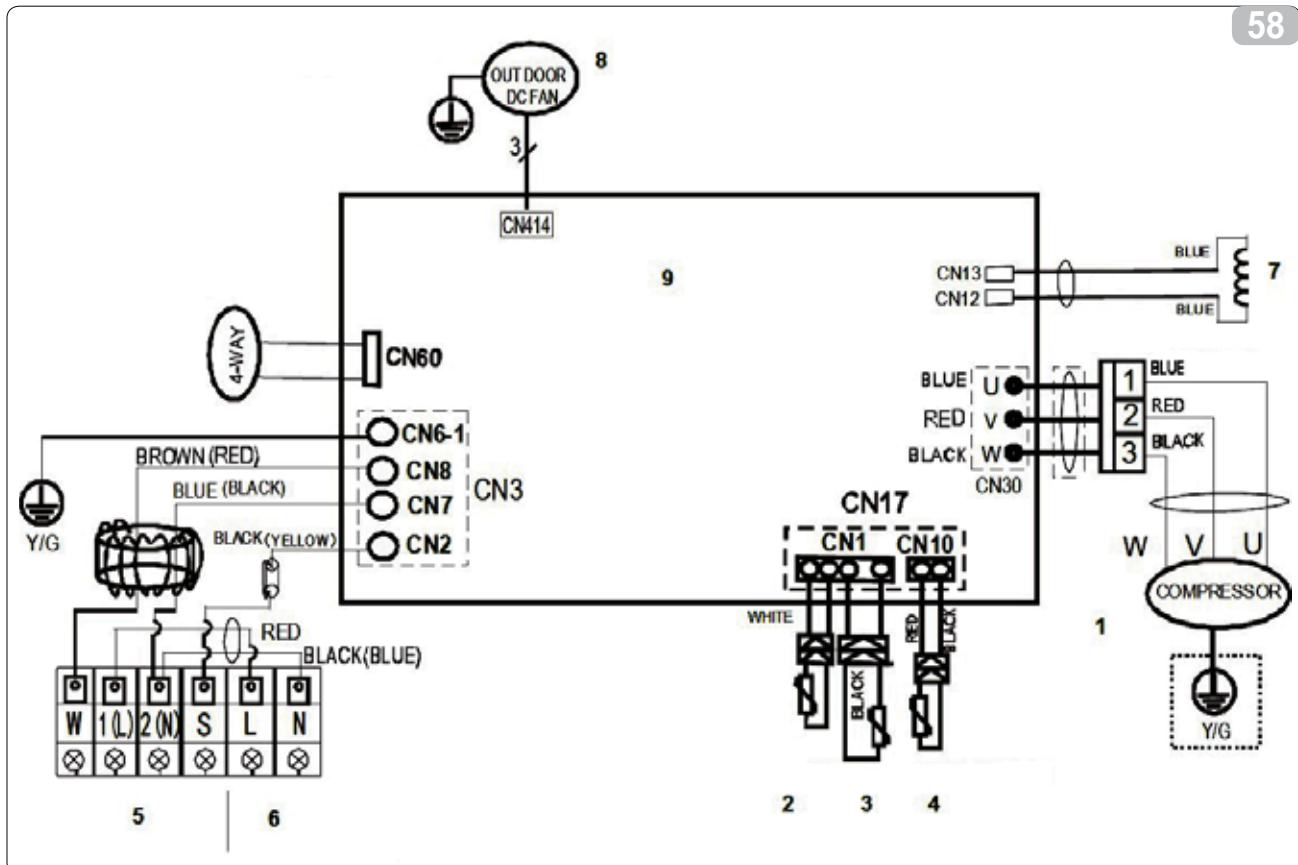 58
8
OUTDOOR
DC FAN
3
CN414
9
CN13
BLUE
7
CN12
BLUE
4-WAY
CN60
BLUE U 1 BLUE
RED V 2 RED
BLACK W 3 BLACK
CN30
CN6-1
BROWN (RED) CN8
CN3
BLUE (BLACK) CN7
BLACK (YELLOW) CN2
Y/G
CN17
CN1 CN10
W V U
COMPRESSOR
1
WHITE
RED
BLACK
BLACK
Y/G
RED
BLACK(BLUE)
W 1(L) 2(N) S L N
5 6
2 3 4